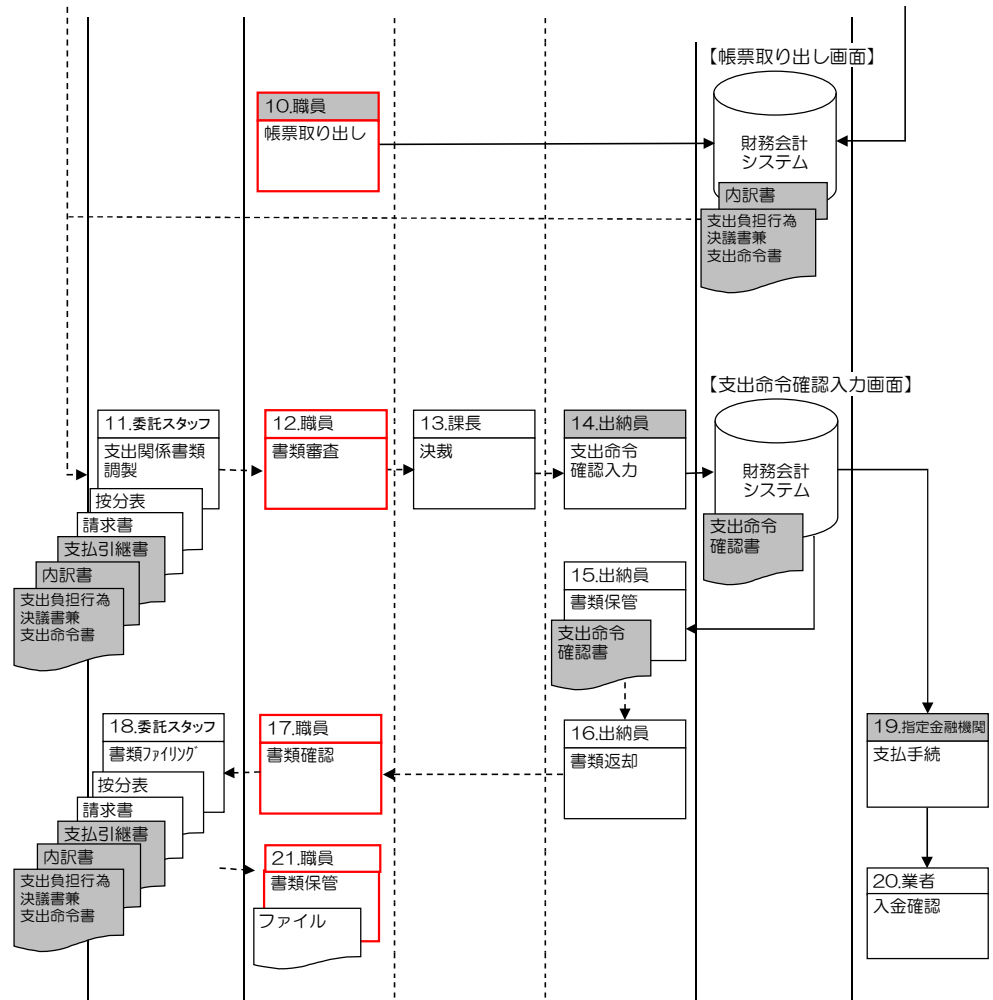 【帳票取り出し画面】
10.職員
帳票取り出し
財務会計
システム
内訳書
支出負担行為
決議書兼
支出命令書
【支出命令確認入力画面】
11.委託スタッフ
支出関係書類
調製
按分表
請求書
支払引継書
内訳書
支出負担行為
決議書兼
支出命令書
12.職員
書類審査
13.課長
決裁
14.出納員
支出命令
確認入力
財務会計
システム
支出命令
確認書
15.出納員
書類保管
支出命令
確認書
16.出納員
書類返却
17.職員
書類確認
18.委託スタッフ
書類ﾌｧｲﾘﾝｸﾞ
按分表
請求書
支払引継書
内訳書
支出負担行為
決議書兼
支出命令書
19.指定金融機関
支払手続
20.業者
入金確認
21.職員
書類保管
ファイル